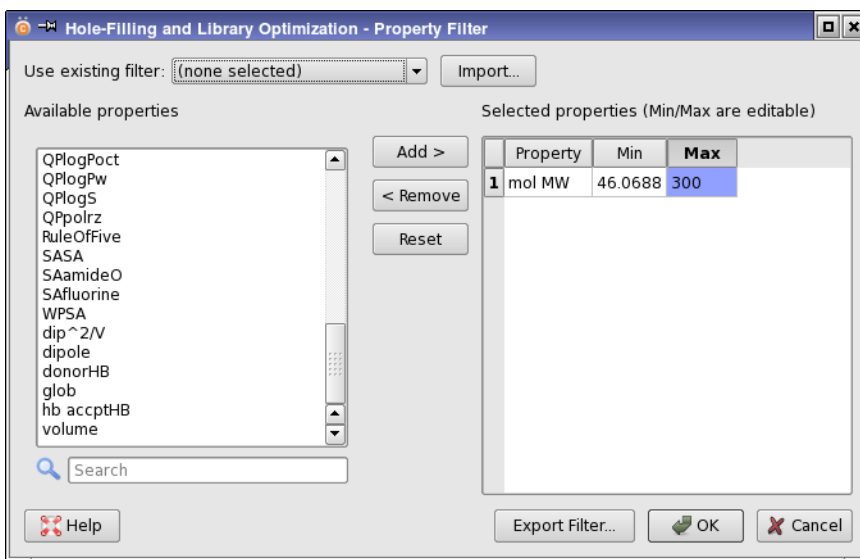 Hole-Filling and Library Optimization - Property Filter
Use existing filter: (none selected) Import...
Available properties
Selected properties (Min/Max are editable)
QPlogPoct
QPlogPw
QPlogS
QPpolrz
RuleOfFive
SASA
SAamideO
SAfluorine
WPSA
dip^2/V
dipole
donorHB
glob
hb accptHB
volume
Search
Add >
< Remove
Reset
Property Min Max
1 mol MW 46.0688 300
Help
Export Filter...
OK
Cancel